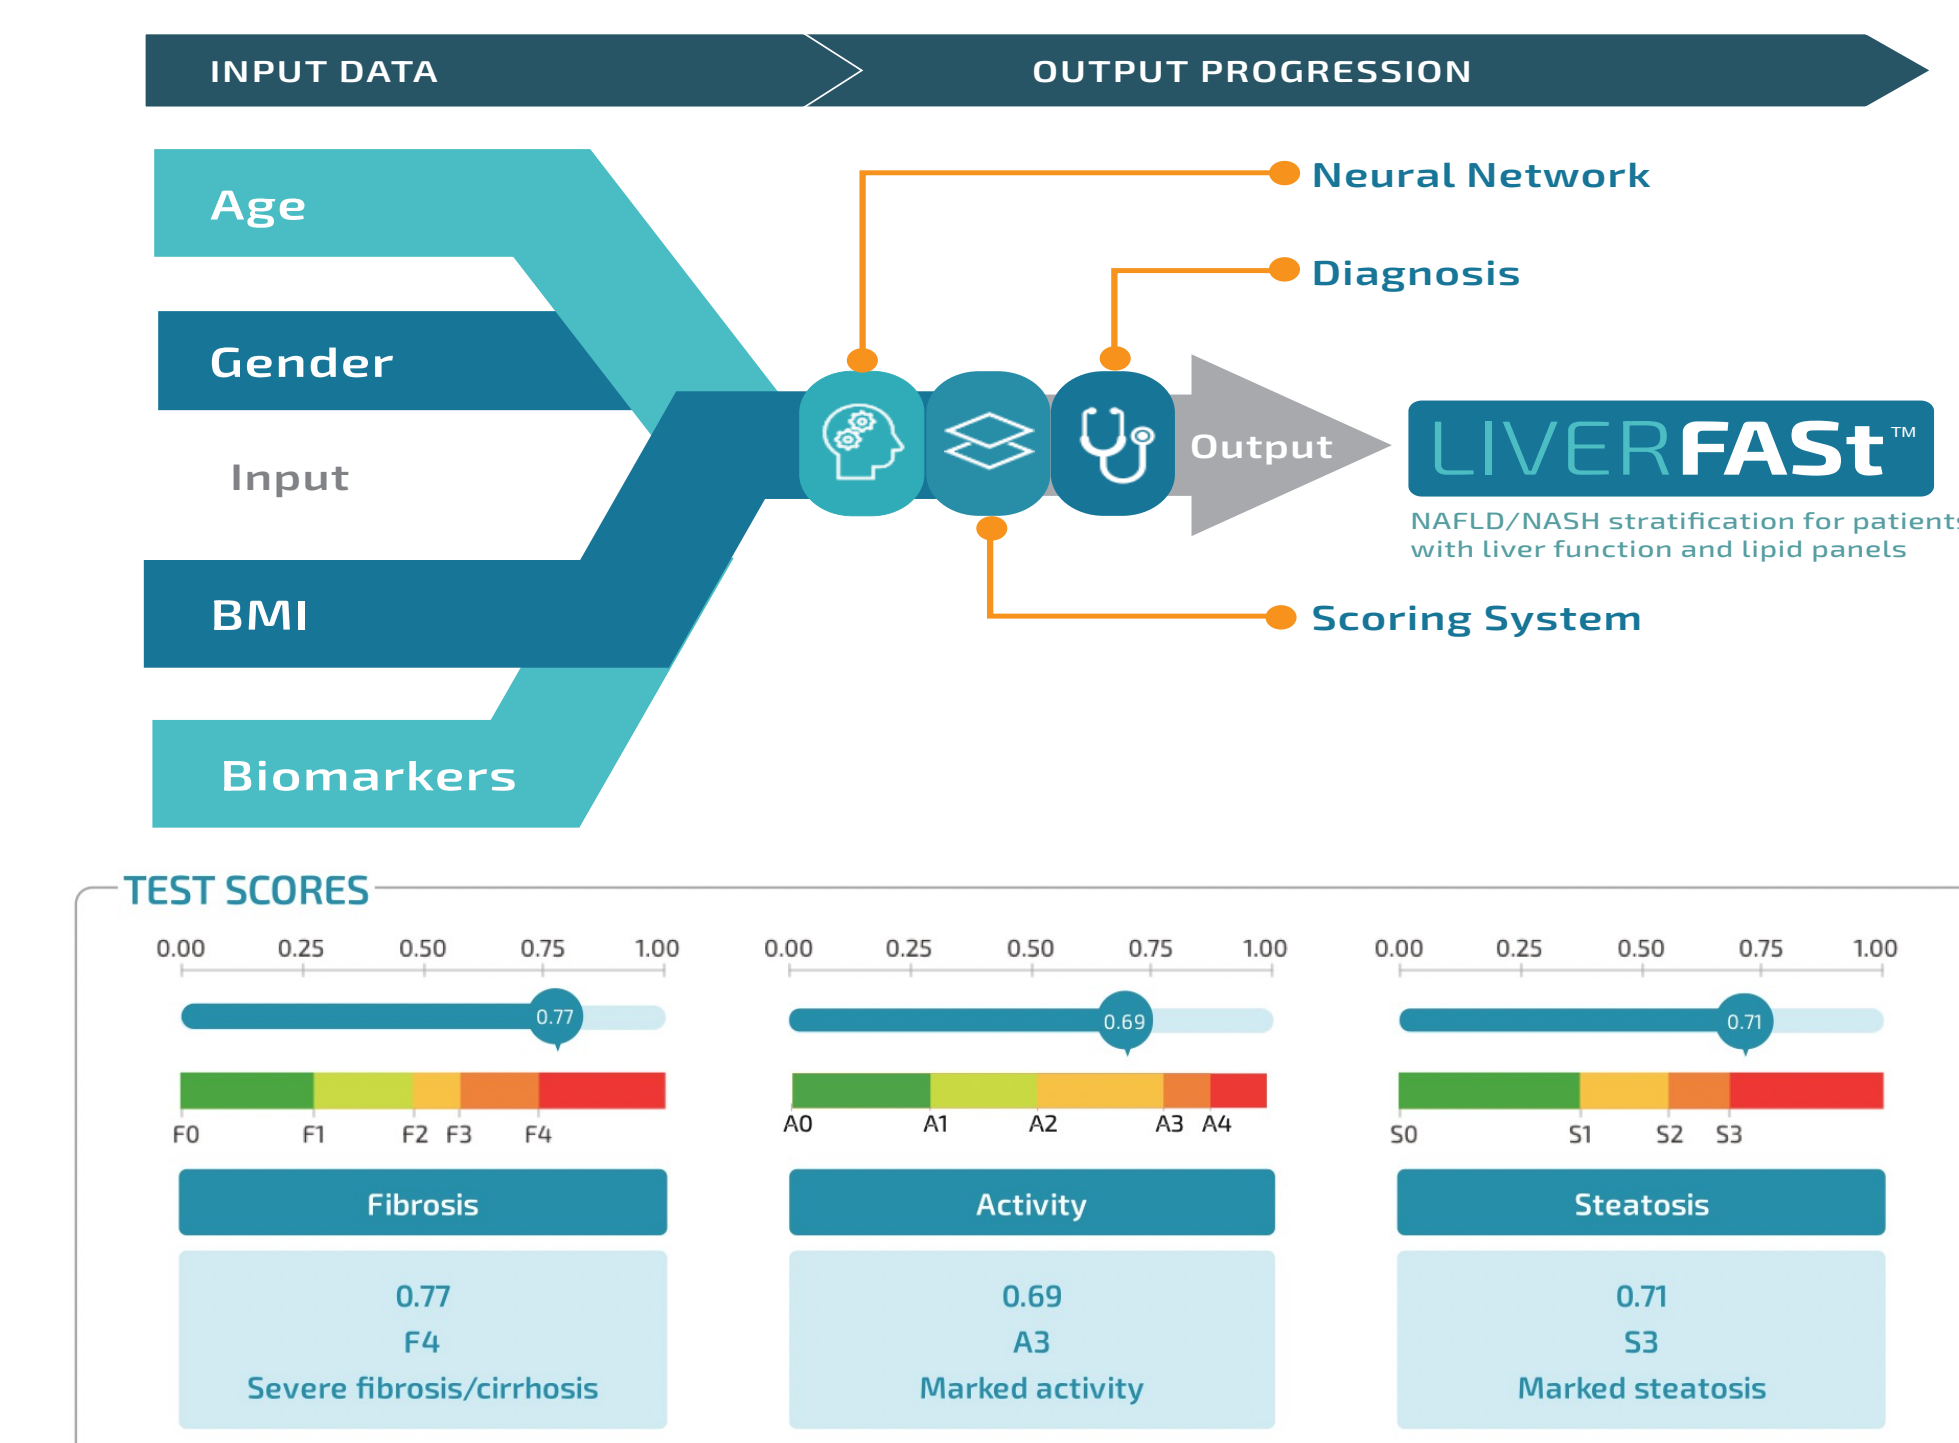 INPUT DATA
OUTPUT PROGRESSION
Age
Gender
Input
BMI
Biomarkers
Neural Network
Diagnosis
Output
LIVERFASt™
NAFLD/NASH stratification for patients
with liver function and lipid panels
Scoring System
TEST SCORES
0.00 0.25 0.50 0.75 1.00
0.77
F0 F1 F2 F3 F4
Fibrosis
0.77
F4
Severe fibrosis/cirrhosis
0.00 0.25 0.50 0.75 1.00
0.69
A0 A1 A2 A3 A4
Activity
0.69
A3
Marked activity
0.00 0.25 0.50 0.75 1.00
0.71
S0 S1 S2 S3
Steatosis
0.71
S3
Marked steatosis